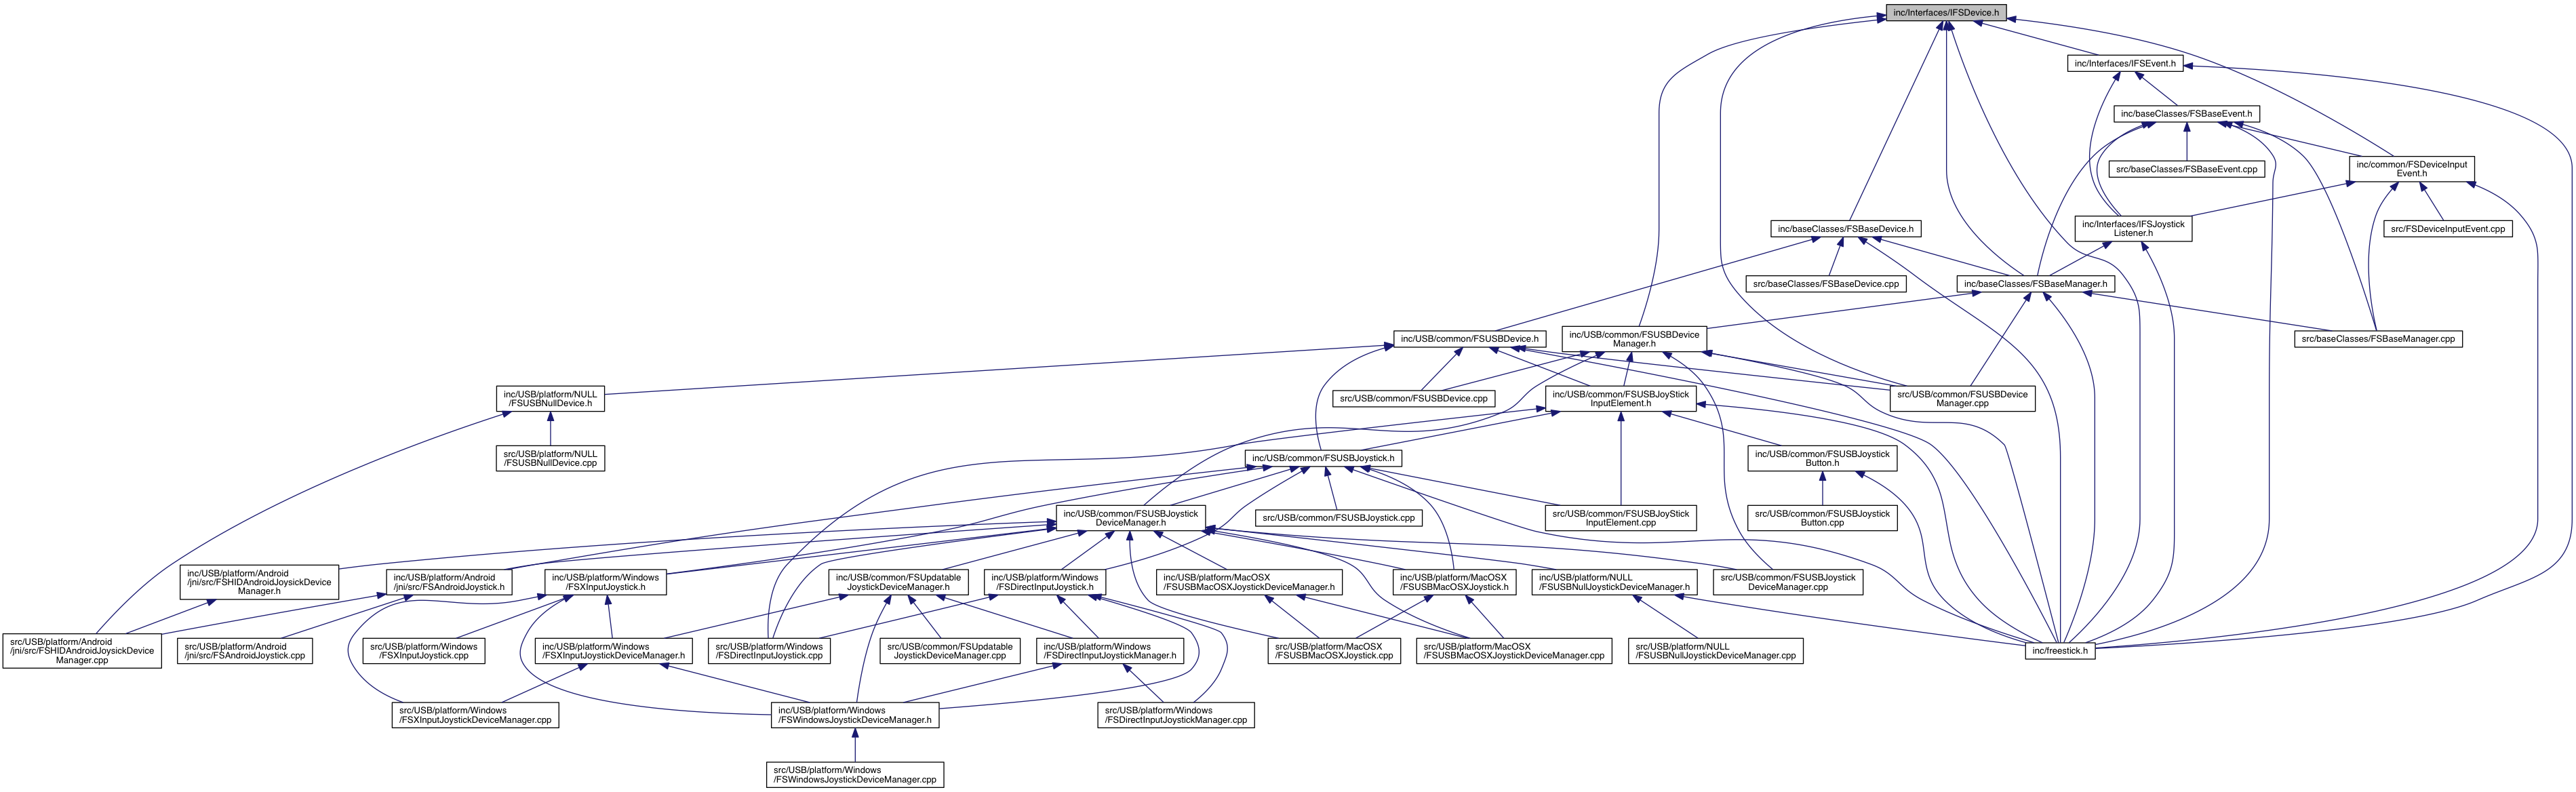 inc/Interfaces/IFSDevice.h
inc/Interfaces/IFSEvent.h
inc/baseClasses/FSBaseEvent.h
src/baseClasses/FSBaseEvent.cpp
inc/common/FSDeviceInput
Event.h
inc/baseClasses/FSBaseDevice.h
inc/Interfaces/IFSJoystick
Listener.h
src/FSDeviceInputEvent.cpp
src/baseClasses/FSBaseDevice.cpp
inc/baseClasses/FSBaseManager.h
inc/USB/common/FSUSBDevice.h
inc/USB/common/FSUSBDevice
Manager.h
src/baseClasses/FSBaseManager.cpp
inc/USB/platform/NULL
/FSUSBNullDevice.h
src/USB/common/FSUSBDevice.cpp
inc/USB/common/FSUSBJoyStick
InputElement.h
src/USB/common/FSUSBDevice
Manager.cpp
src/USB/platform/NULL
/FSUSBNullDevice.cpp
inc/USB/common/FSUSBJoystick.h
inc/USB/common/FSUSBJoystick
Button.h
inc/USB/common/FSUSBJoystick
DeviceManager.h
src/USB/common/FSUSBJoystick.cpp
src/USB/common/FSUSBJoyStick
InputElement.cpp
src/USB/common/FSUSBJoystick
Button.cpp
inc/USB/platform/Android
/jni/src/FSHIDAndroidJoysickDevice
Manager.h
inc/USB/platform/Android
/jni/src/FSAndroidJoystick.h
inc/USB/platform/Windows
/FSXInputJoystick.h
inc/USB/common/FSUpdatable
JoystickDeviceManager.h
inc/USB/platform/Windows
/FSDirectInputJoystick.h
inc/USB/platform/MacOSX
/FSUSBMacOSXJoystickDeviceManager.h
inc/USB/platform/MacOSX
/FSUSBMacOSXJoystick.h
inc/USB/platform/NULL
/FSUSBNullJoystickDeviceManager.h
src/USB/common/FSUSBJoystick
DeviceManager.cpp
src/USB/platform/Android
/jni/src/FSHIDAndroidJoysickDevice
Manager.cpp
src/USB/platform/Android
/jni/src/FSAndroidJoystick.cpp
src/USB/platform/Windows
/FSXInputJoystick.cpp
inc/USB/platform/Windows
/FSXInputJoystickDeviceManager.h
src/USB/platform/Windows
/FSDirectInputJoystick.cpp
src/USB/common/FSUpdatable
JoystickDeviceManager.cpp
inc/USB/platform/Windows
/FSDirectInputJoystickManager.h
src/USB/platform/MacOSX
/FSUSBMacOSXJoystick.cpp
src/USB/platform/MacOSX
/FSUSBMacOSXJoystickDeviceManager.cpp
src/USB/platform/NULL
/FSUSBNullJoystickDeviceManager.cpp
inc/freestick.h
src/USB/platform/Windows
/FSXInputJoystickDeviceManager.cpp
inc/USB/platform/Windows
/FSWindowsJoystickDeviceManager.h
src/USB/platform/Windows
/FSDirectInputJoystickManager.cpp
src/USB/platform/Windows
/FSWindowsJoystickDeviceManager.cpp